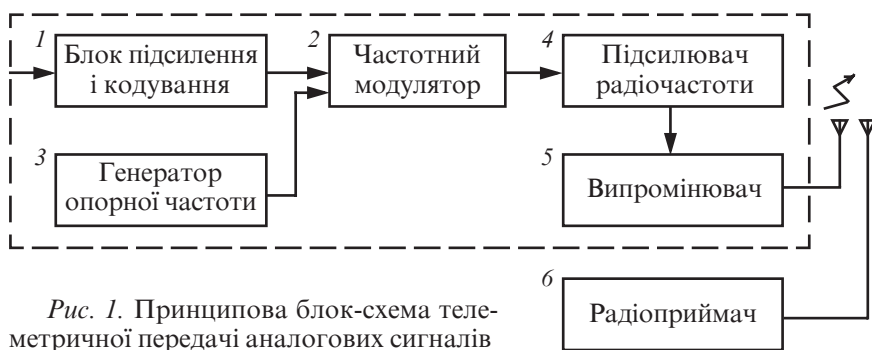 1
Блок підсилення
і кодування
2
Частотний
модулятор
4
Підсилювач
радіочастоти
3
Генератор
опорної частоти
5
Випромінювач
6
Радіоприймач
Рис. 1. Принципова блок-схема теле-
метричної передачі аналогових сигналів